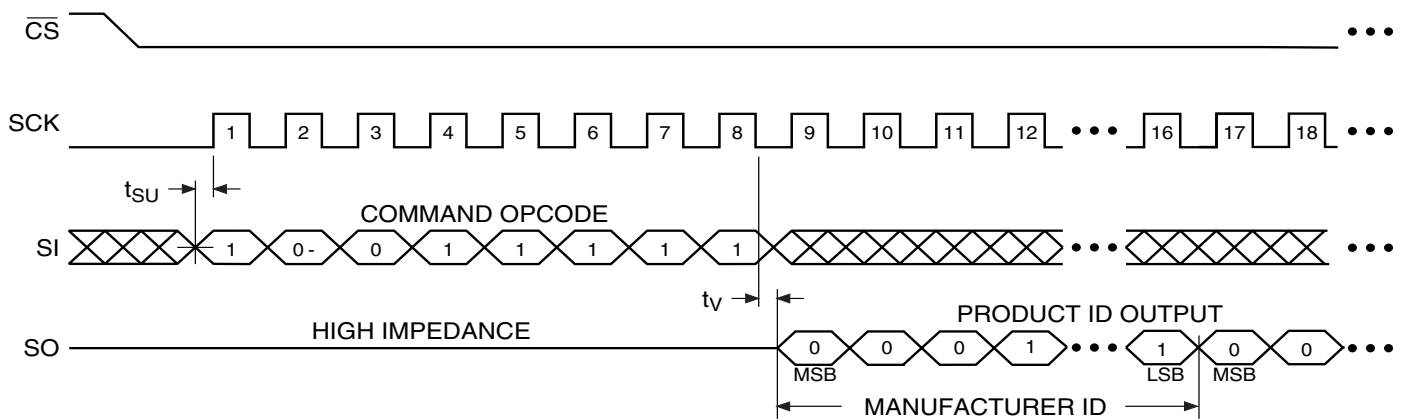 CS
SCK 1 2 3 4 5 6 7 8 9 10 11 12 ••• 16 17 18 •••
tSU
COMMAND OPCODE
SI 1 0- 0 1 1 1 1 1 ••• •••
tV
HIGH IMPEDANCE PRODUCT ID OUTPUT
SO 0 0 0 1 ••• 1 0 0 •••
MSB LSB MSB
MANUFACTURER ID